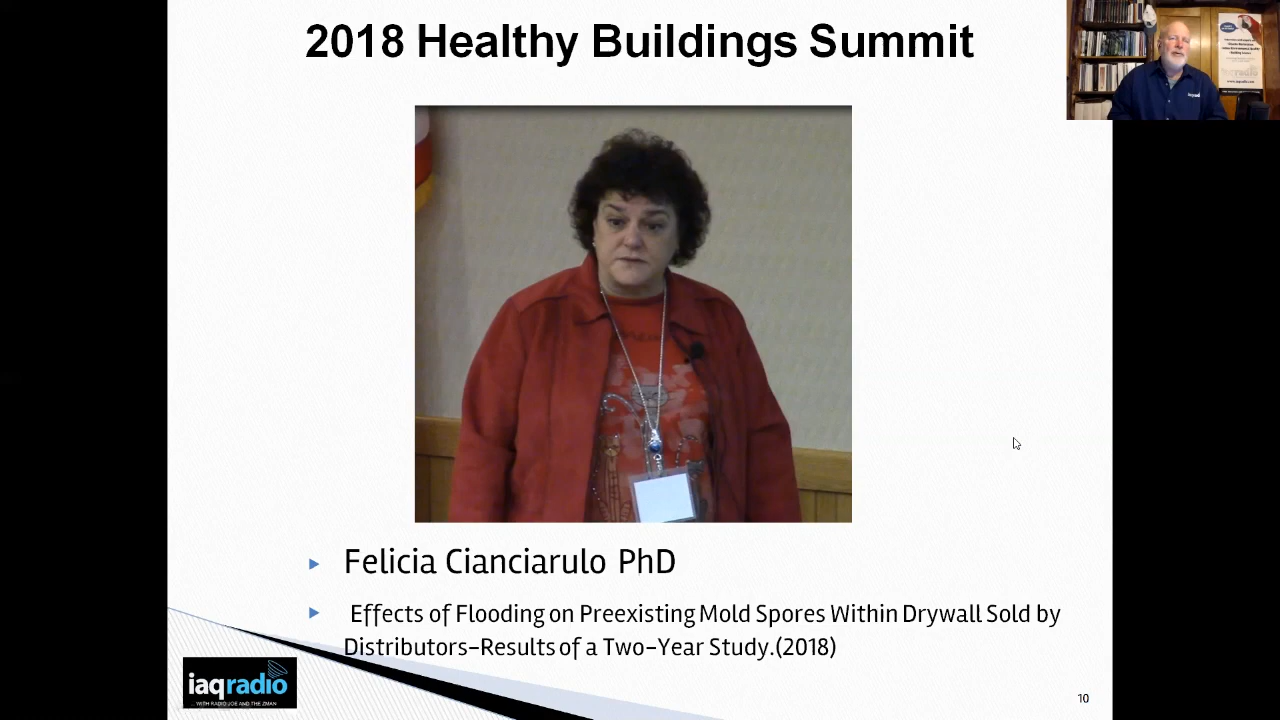 2018 Healthy Buildings Summit
Felicia Cianciarulo PhD
Effects of Flooding on Preexisting Mold Spores Within Drywall Sold by
Distributors-Results of a Two-Year Study.(2018)
iaqradio
... WITH RADIO JOE AND THE ZMAN
10